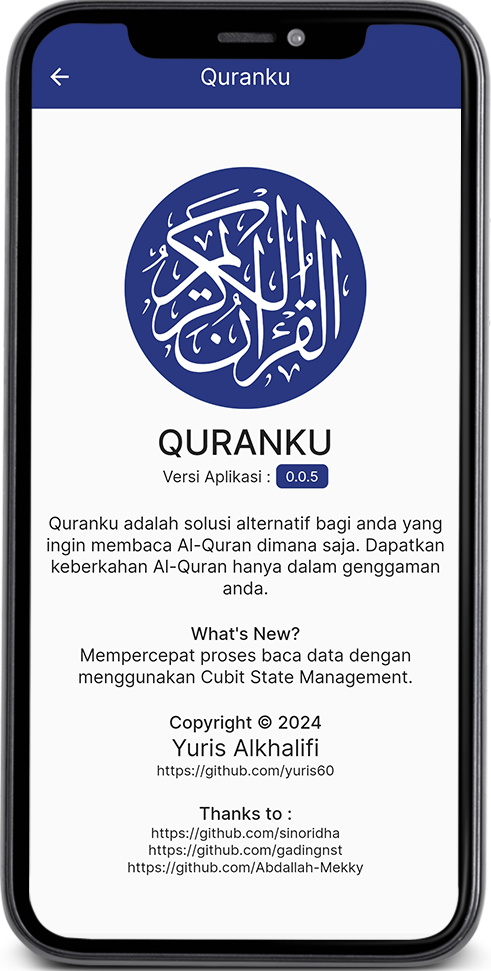 Quranku
القرآن الكريم
QURANKU
Versi Aplikasi : 0.0.5
Quranku adalah solusi alternatif bagi anda yang
ingin membaca Al-Quran dimana saja. Dapatkan
keberkahan Al-Quran hanya dalam genggaman
anda.
What's New?
Mempercepat proses baca data dengan
menggunakan Cubit State Management.
Copyright © 2024
Yuris Alkhalifi
https://github.com/yuris60
Thanks to :
https://github.com/sinoridha
https://github.com/gadingnst
https://github.com/Abdallah-Mekky